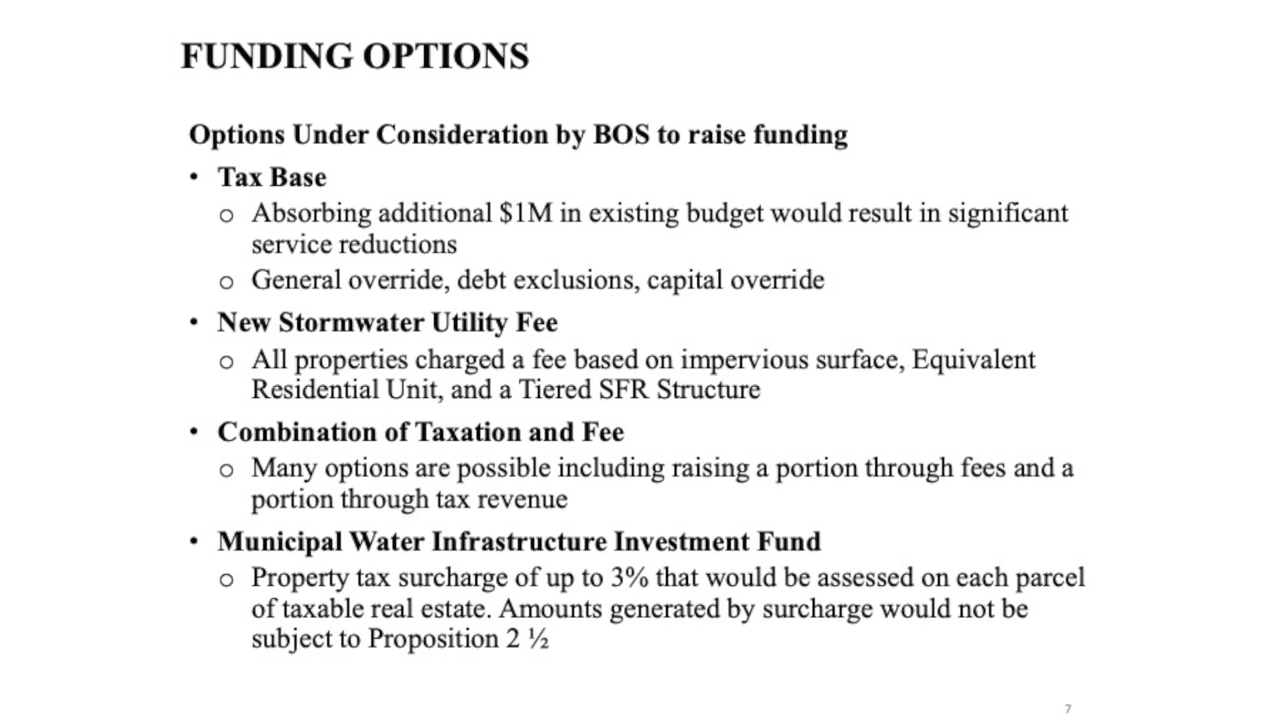 FUNDING OPTIONS
Options Under Consideration by BOS to raise funding
• Tax Base
o Absorbing additional $1M in existing budget would result in significant
service reductions
o General override, debt exclusions, capital override
• New Stormwater Utility Fee
o All properties charged a fee based on impervious surface, Equivalent
Residential Unit, and a Tiered SFR Structure
• Combination of Taxation and Fee
o Many options are possible including raising a portion through fees and a
portion through tax revenue
• Municipal Water Infrastructure Investment Fund
o Property tax surcharge of up to 3% that would be assessed on each parcel
of taxable real estate. Amounts generated by surcharge would not be
subject to Proposition 2 ½
7